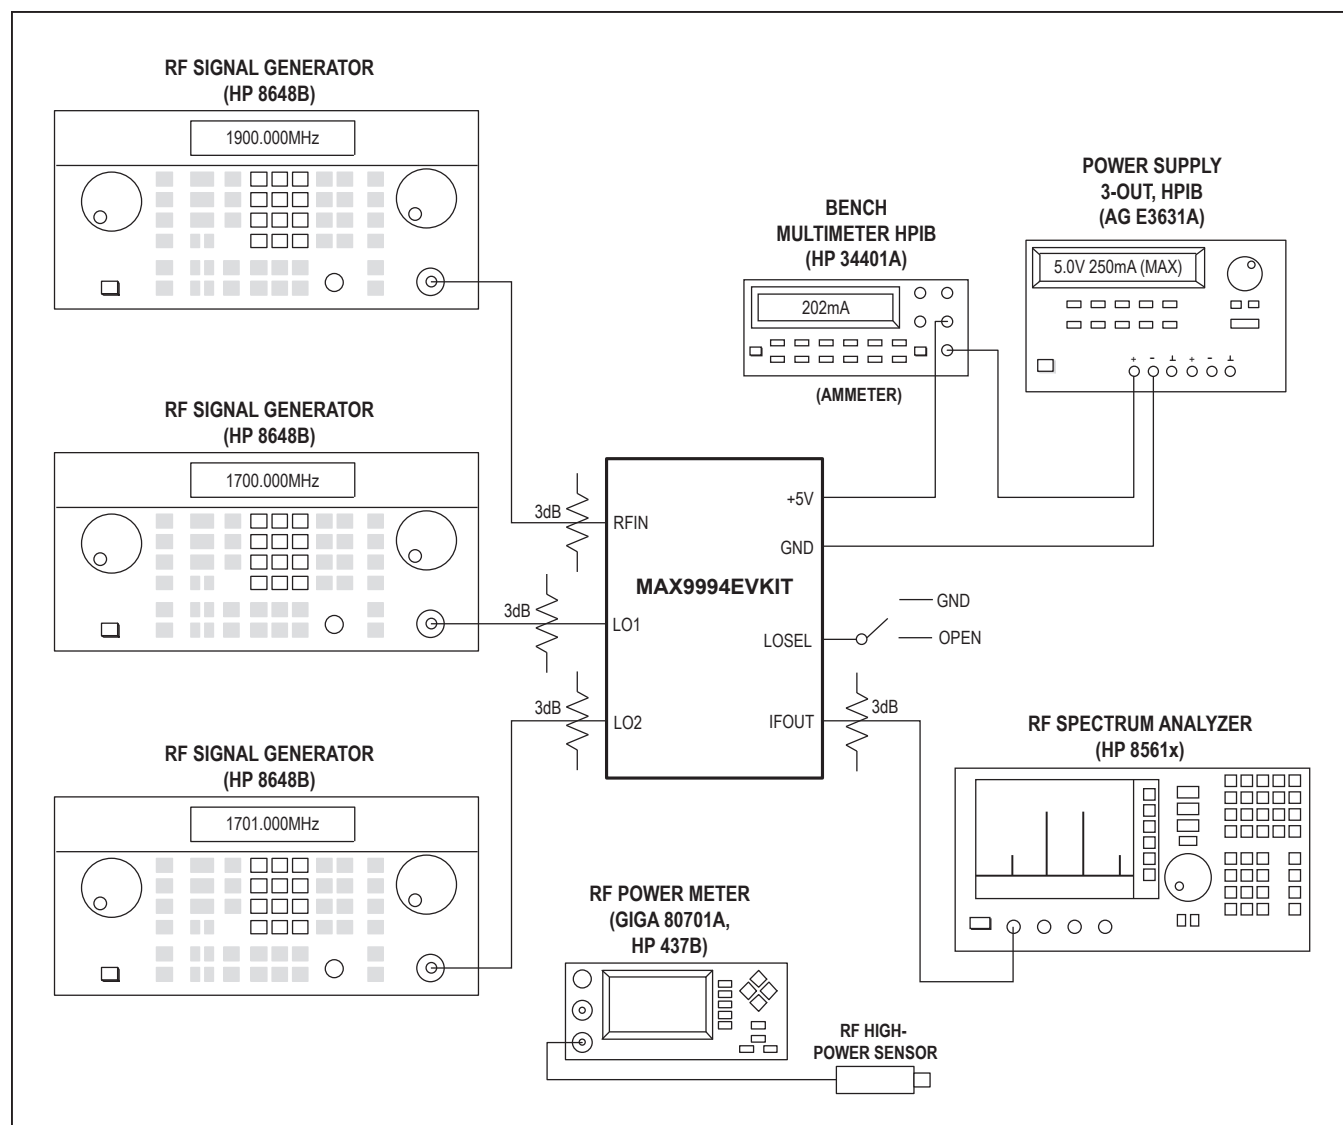 RF SIGNAL GENERATOR
(HP 8648B)
1900.000MHz
POWER SUPPLY
3-OUT, HPIB
(AG E3631A)
5.0V 250mA (MAX)
+ - ⊥ + - ⊥
BENCH
MULTIMETER HPIB
(HP 34401A)
202mA
(AMMETER)
RF SIGNAL GENERATOR
(HP 8648B)
1700.000MHz
3dB
RFIN
+5V
GND
MAX9994EVKIT
3dB
LO1
LOSEL
GND
OPEN
3dB
LO2
IFOUT
3dB
RF SIGNAL GENERATOR
(HP 8648B)
1701.000MHz
RF SPECTRUM ANALYZER
(HP 8561x)
RF POWER METER
(GIGA 80701A,
HP 437B)
RF HIGH-
POWER SENSOR